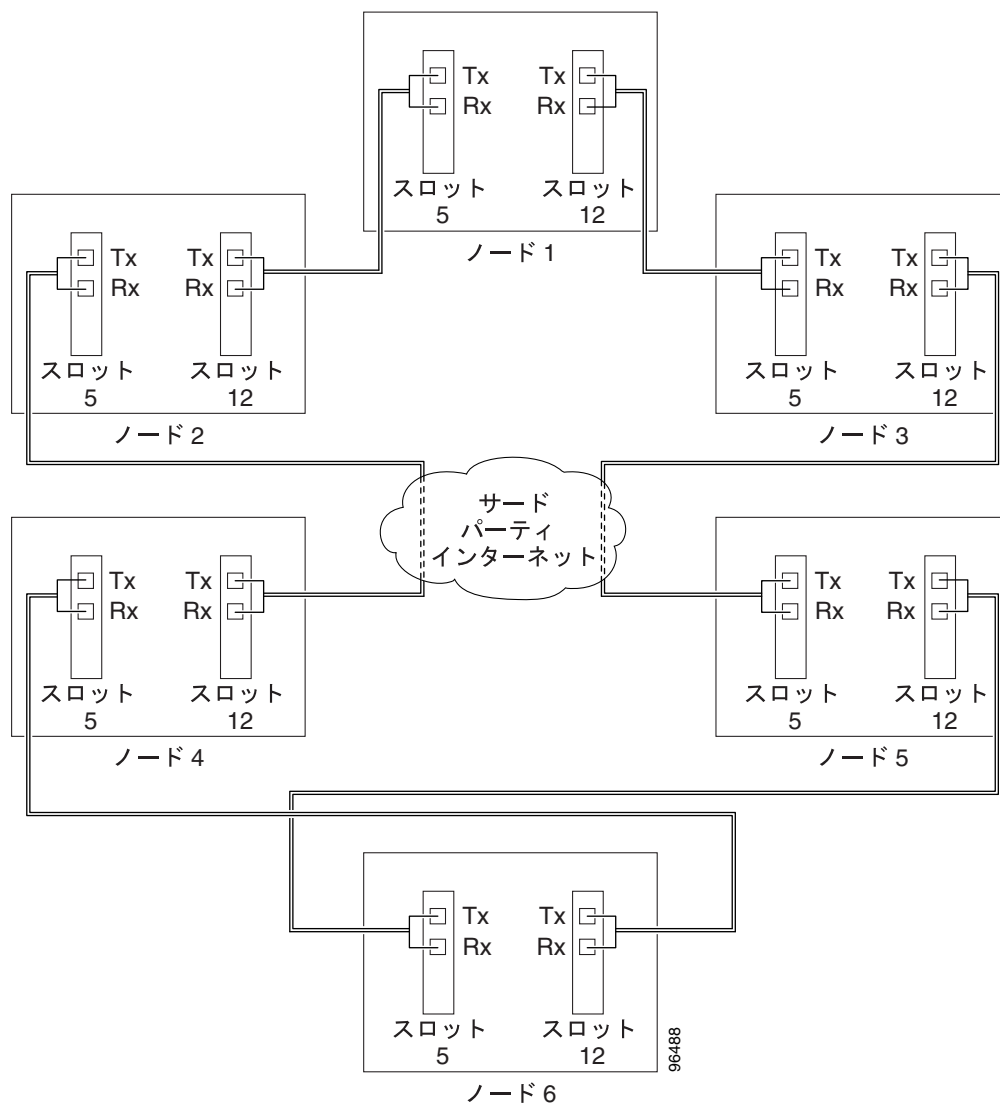 Tx
Rx
スロット
5
Tx
Rx
スロット
12
ノード 1
Tx
Rx
スロット
5
Tx
Rx
スロット
12
ノード 2
Tx
Rx
スロット
5
Tx
Rx
スロット
12
ノード 3
サード
パーティ
インターネット
Tx
Rx
スロット
5
Tx
Rx
スロット
12
ノード 4
Tx
Rx
スロット
5
Tx
Rx
スロット
12
ノード 5
Tx
Rx
スロット
5
Tx
Rx
スロット
12
ノード 6
96488